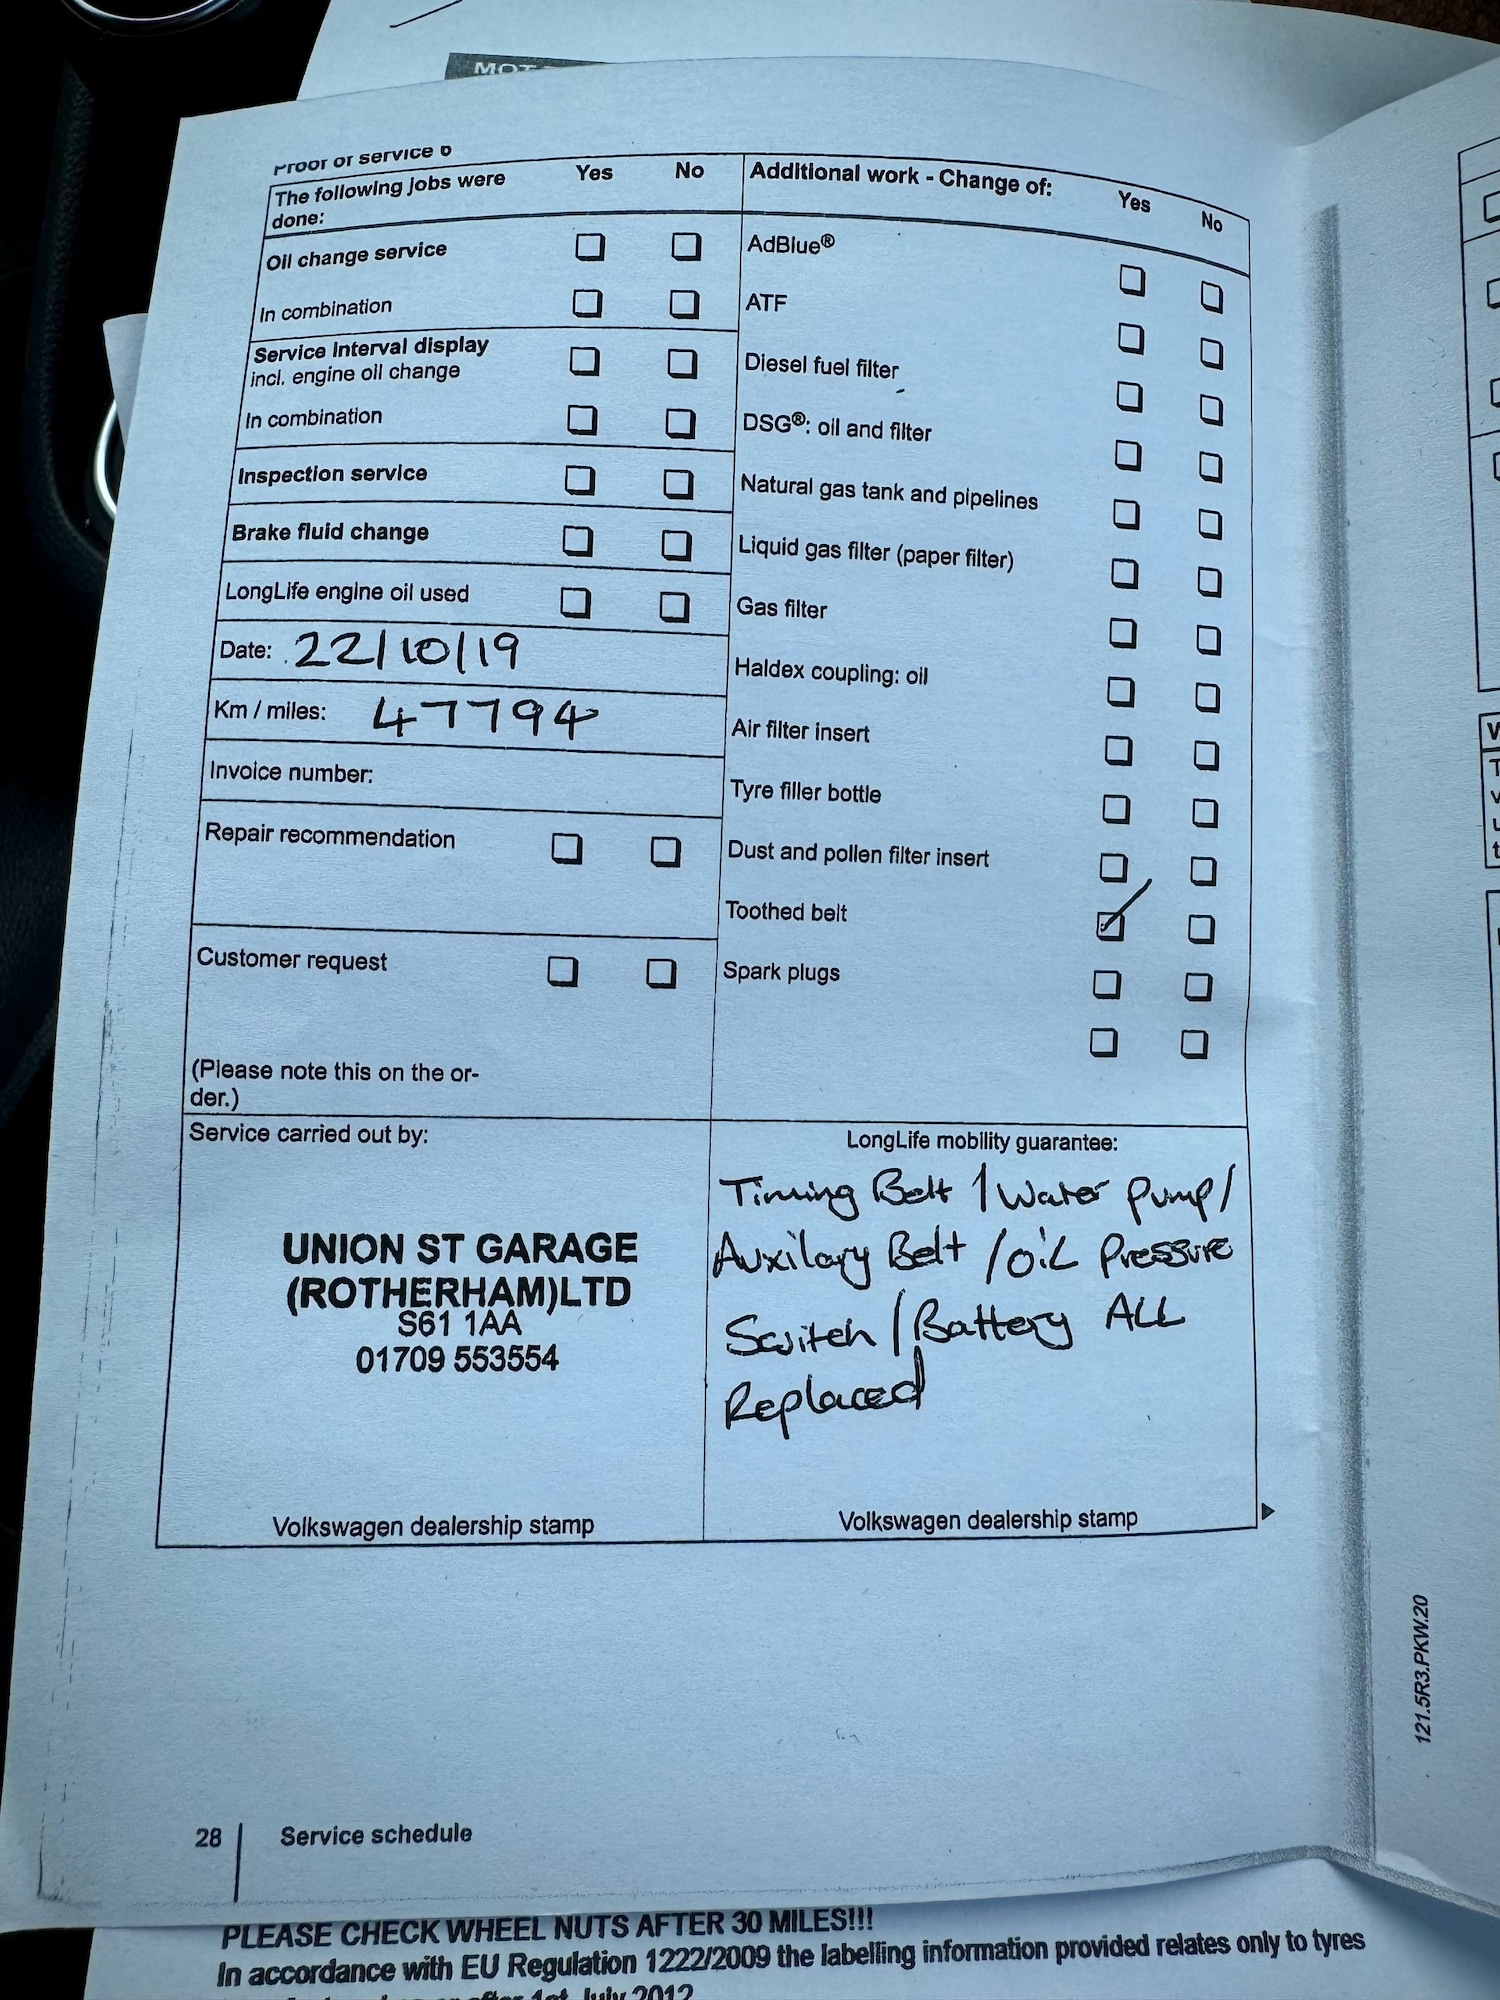 Proof of service 6
The following jobs were done: Yes No
Oil change service
In combination
Service interval display
incl. engine oil change
In combination
Inspection service
Brake fluid change
LongLife engine oil used
Date: 22/10/19
Km / miles: 47794
Invoice number:
Repair recommendation
Customer request
(Please note this on the or-
der.)
Additional work - Change of: Yes No
AdBlue®
ATF
Diesel fuel filter
DSG®: oil and filter
Natural gas tank and pipelines
Liquid gas filter (paper filter)
Gas filter
Haldex coupling: oil
Air filter insert
Tyre filler bottle
Dust and pollen filter insert
Toothed belt
Spark plugs
Service carried out by:
UNION ST GARAGE
(ROTHERHAM)LTD
S61 1AA
01709 553554
Volkswagen dealership stamp
LongLife mobility guarantee:
Timing Belt / Water pump /
Auxilary Belt / OiL Pressure
Switch / Battery ALL
Replaced
Volkswagen dealership stamp
121.5R3.PKW.20
28 Service schedule
PLEASE CHECK WHEEL NUTS AFTER 30 MILES!!!
In accordance with EU Regulation 1222/2009 the labelling information provided relates only to tyres
after 1st July 2012